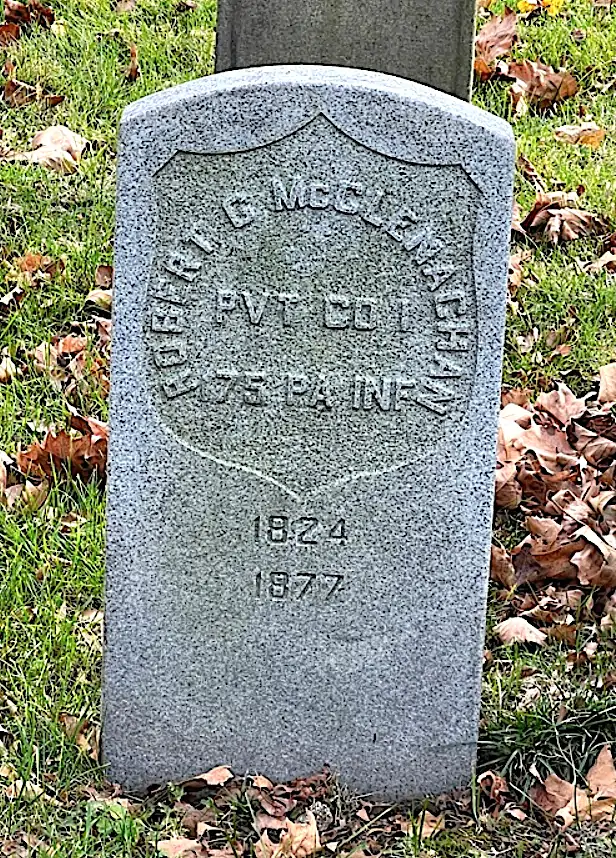 ROBERT G MCCLENACHAN
PVT CO I
175 PA INF
1824
1877